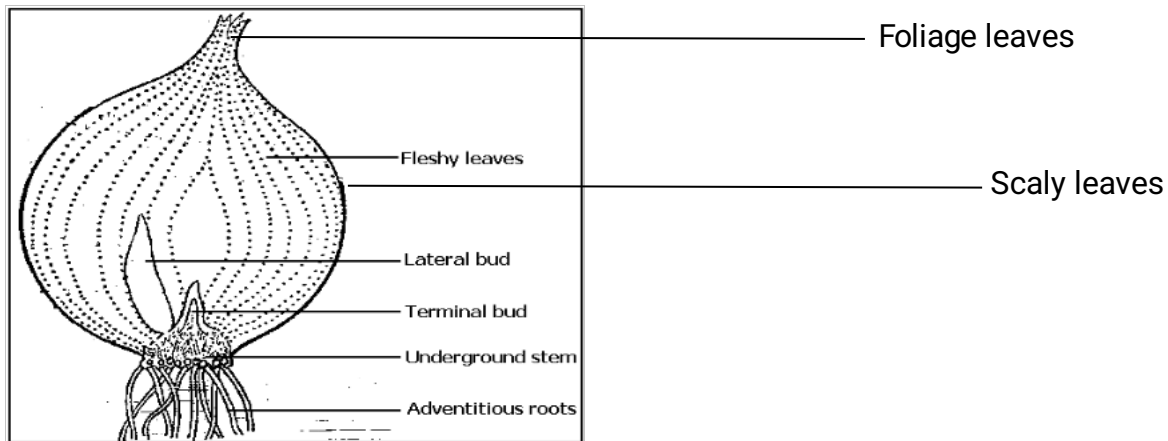 Foliage leaves
Fleshy leaves
Scaly leaves
Lateral bud
Terminal bud
Underground stem
Adventitious roots